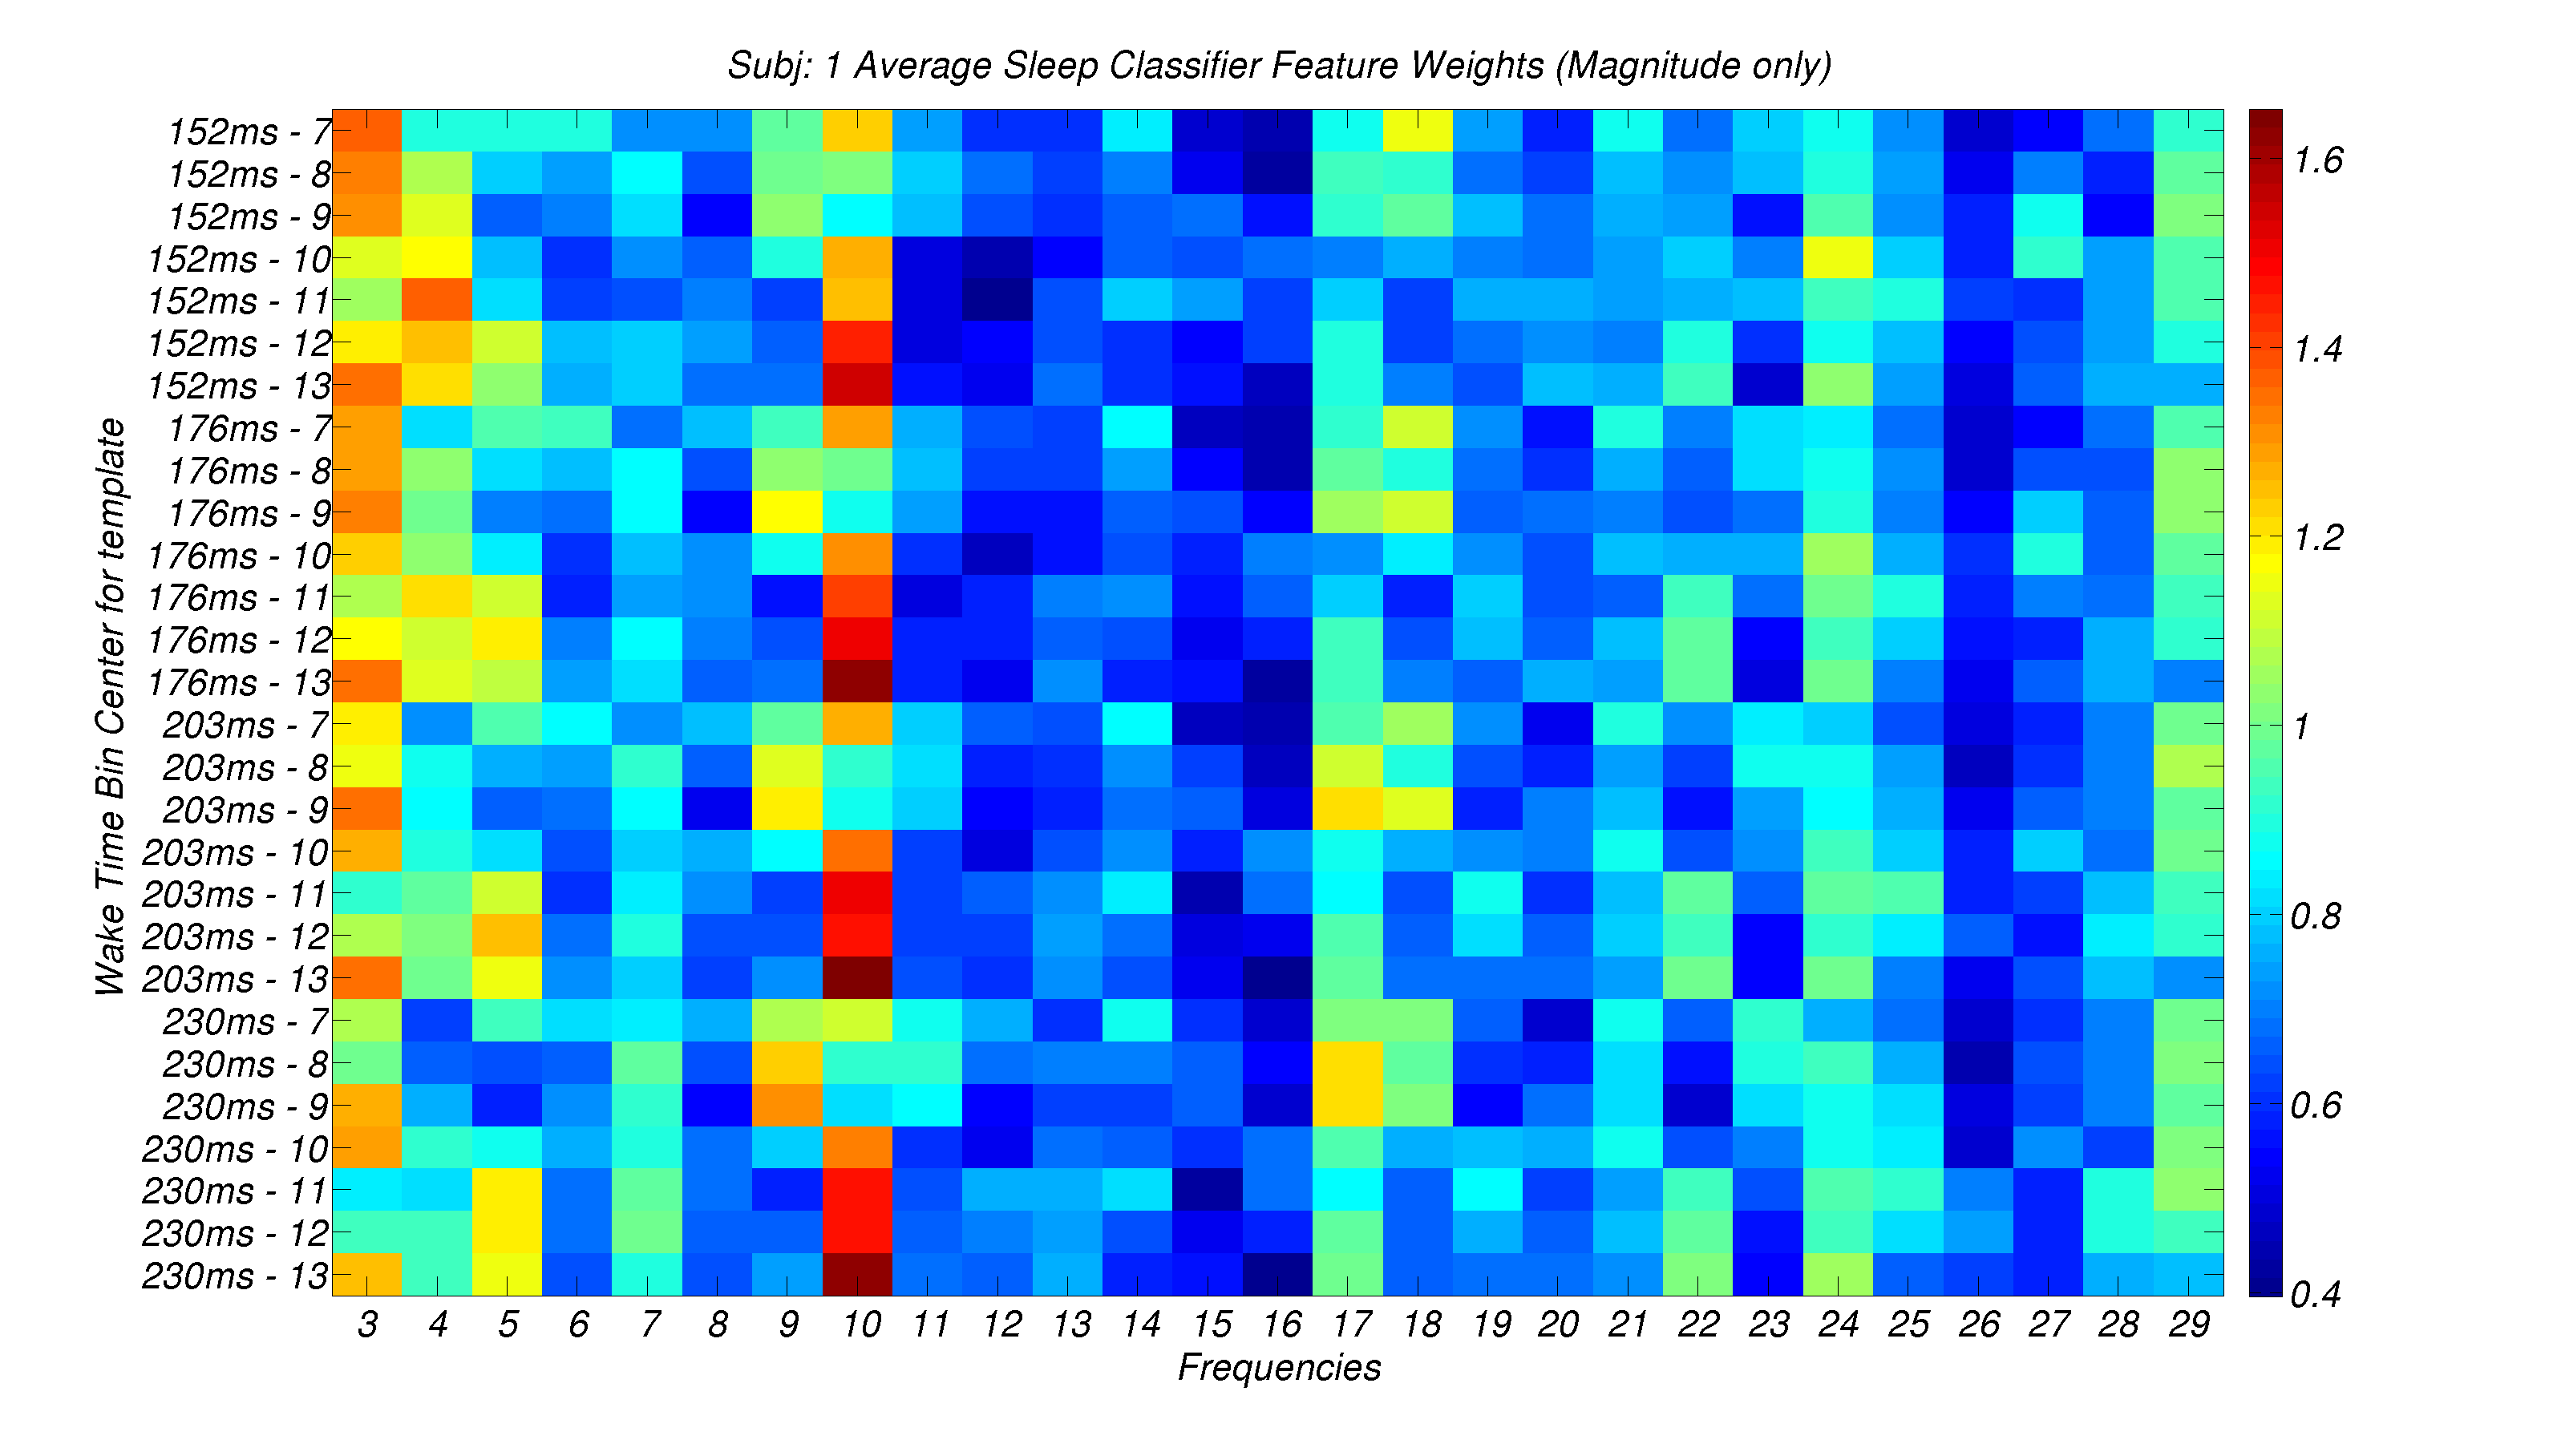 Subj: 1 Average Sleep Classifier Feature Weights (Magnitude only)
Wake Time Bin Center for template
152ms - 7
152ms - 8
152ms - 9
152ms - 10
152ms - 11
152ms - 12
152ms - 13
176ms - 7
176ms - 8
176ms - 9
176ms - 10
176ms - 11
176ms - 12
176ms - 13
203ms - 7
203ms - 8
203ms - 9
203ms - 10
203ms - 11
203ms - 12
203ms - 13
230ms - 7
230ms - 8
230ms - 9
230ms - 10
230ms - 11
230ms - 12
230ms - 13
3 4 5 6 7 8 9 10 11 12 13 14 15 16 17 18 19 20 21 22 23 24 25 26 27 28 29
Frequencies
1.6
1.4
1.2
1
0.8
0.6
0.4